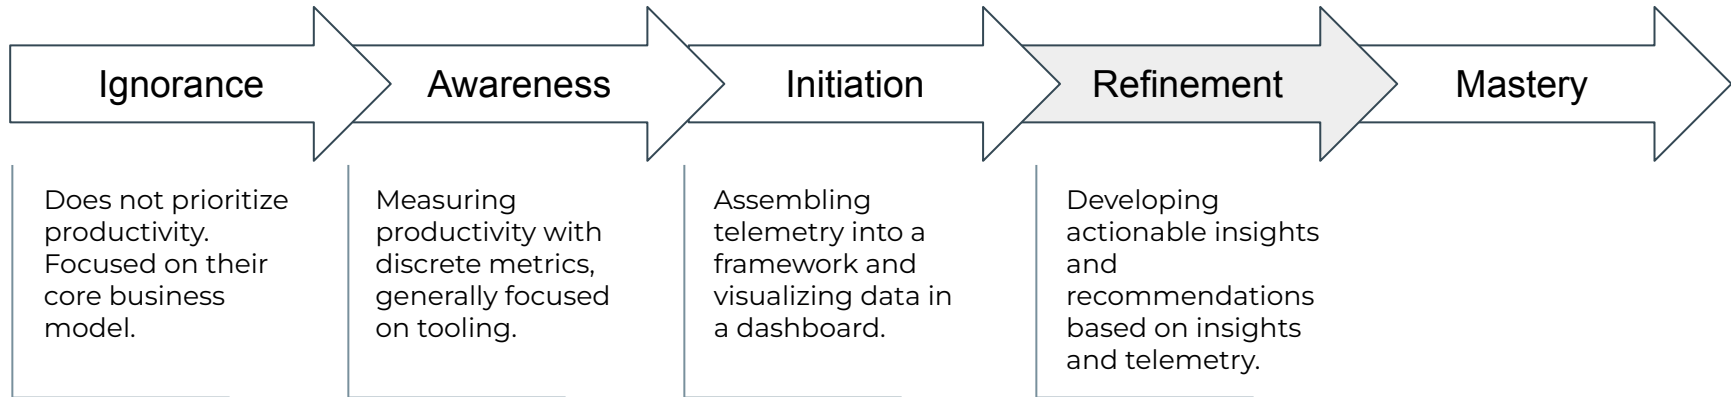 Ignorance
Awareness
Initiation
Refinement
Mastery
Does not prioritize
productivity.
Focused on their
core business
model.
Measuring
productivity with
discrete metrics,
generally focused
on tooling.
Assembling
telemetry into a
framework and
visualizing data in
a dashboard.
Developing
actionable insights
and
recommendations
based on insights
and telemetry.